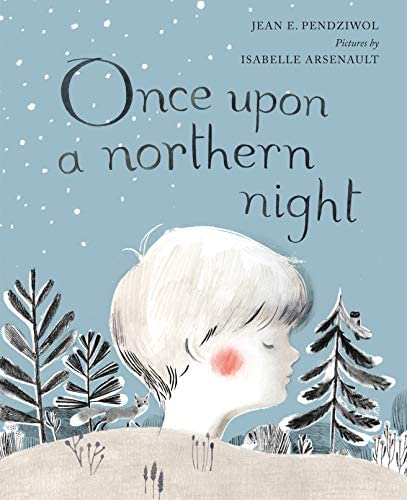 JEAN E. PENDZIWOL
Pictures by
ISABELLE ARSENAULT
Once upon
a northern
night